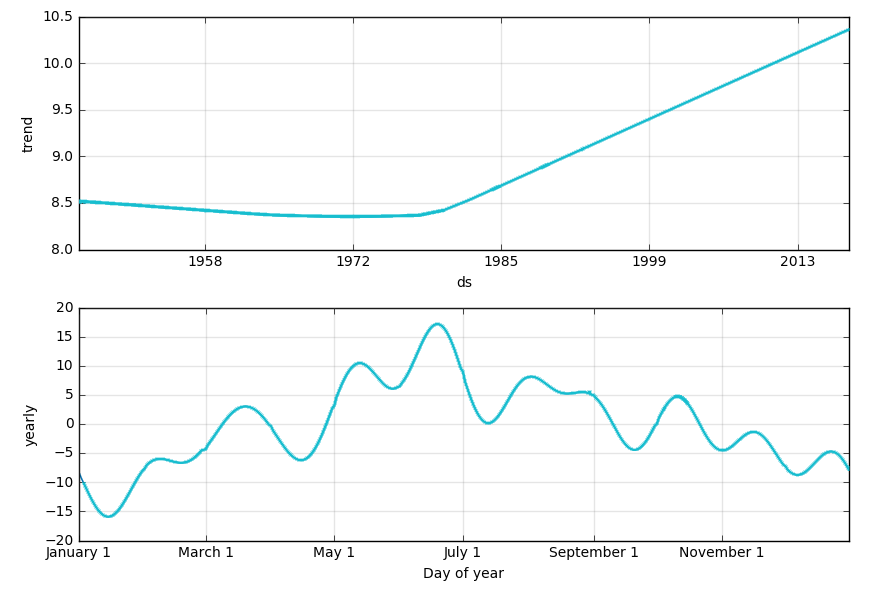 10.5
10.0
9.5
9.0
8.5
8.0
trend
1958 1972 1985 1999 2013
ds
20
15
10
5
0
−5
−10
−15
−20
yearly
January 1 March 1 May 1 July 1 September 1 November 1
Day of year